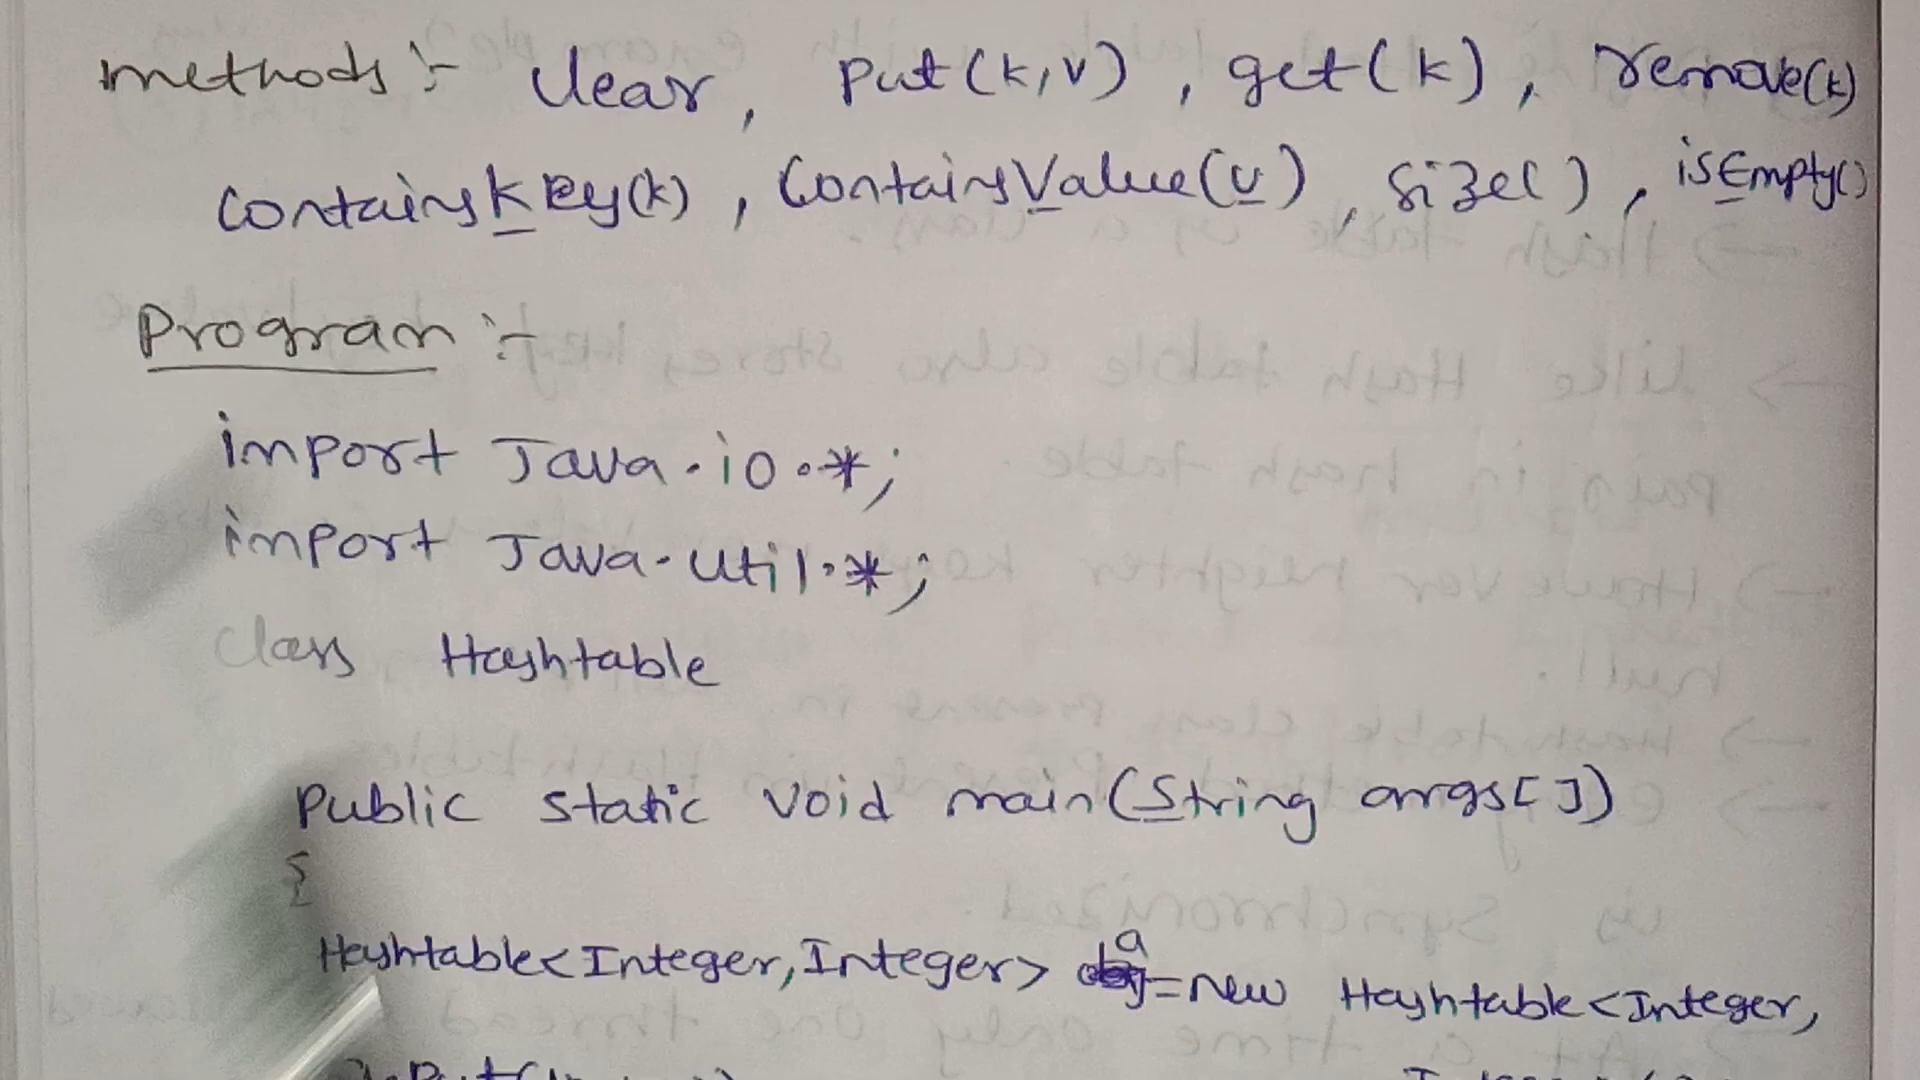 methods :- clear, put(k,v), get(k), remove(k)
containskey(k), containsValue(v), size(), isEmpty()
Program :-
import Java.io.*;
import Java.util.*;
class Hashtable
public static void main(String args[])
{
Hashtable<Integer,Integer> a=new Hashtable<Integer,